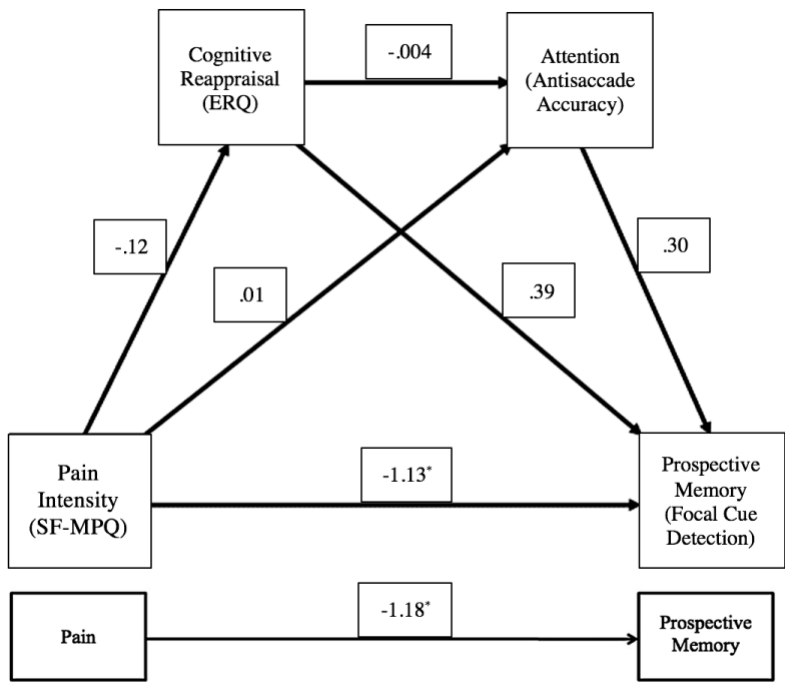 Cognitive
Reappraisal
(ERQ)
-.004
Attention
(Antisaccade
Accuracy)
-.12
.01
.39
.30
Pain
Intensity
(SF-MPQ)
-1.13*
Prospective
Memory
(Focal Cue
Detection)
Pain
-1.18*
Prospective
Memory